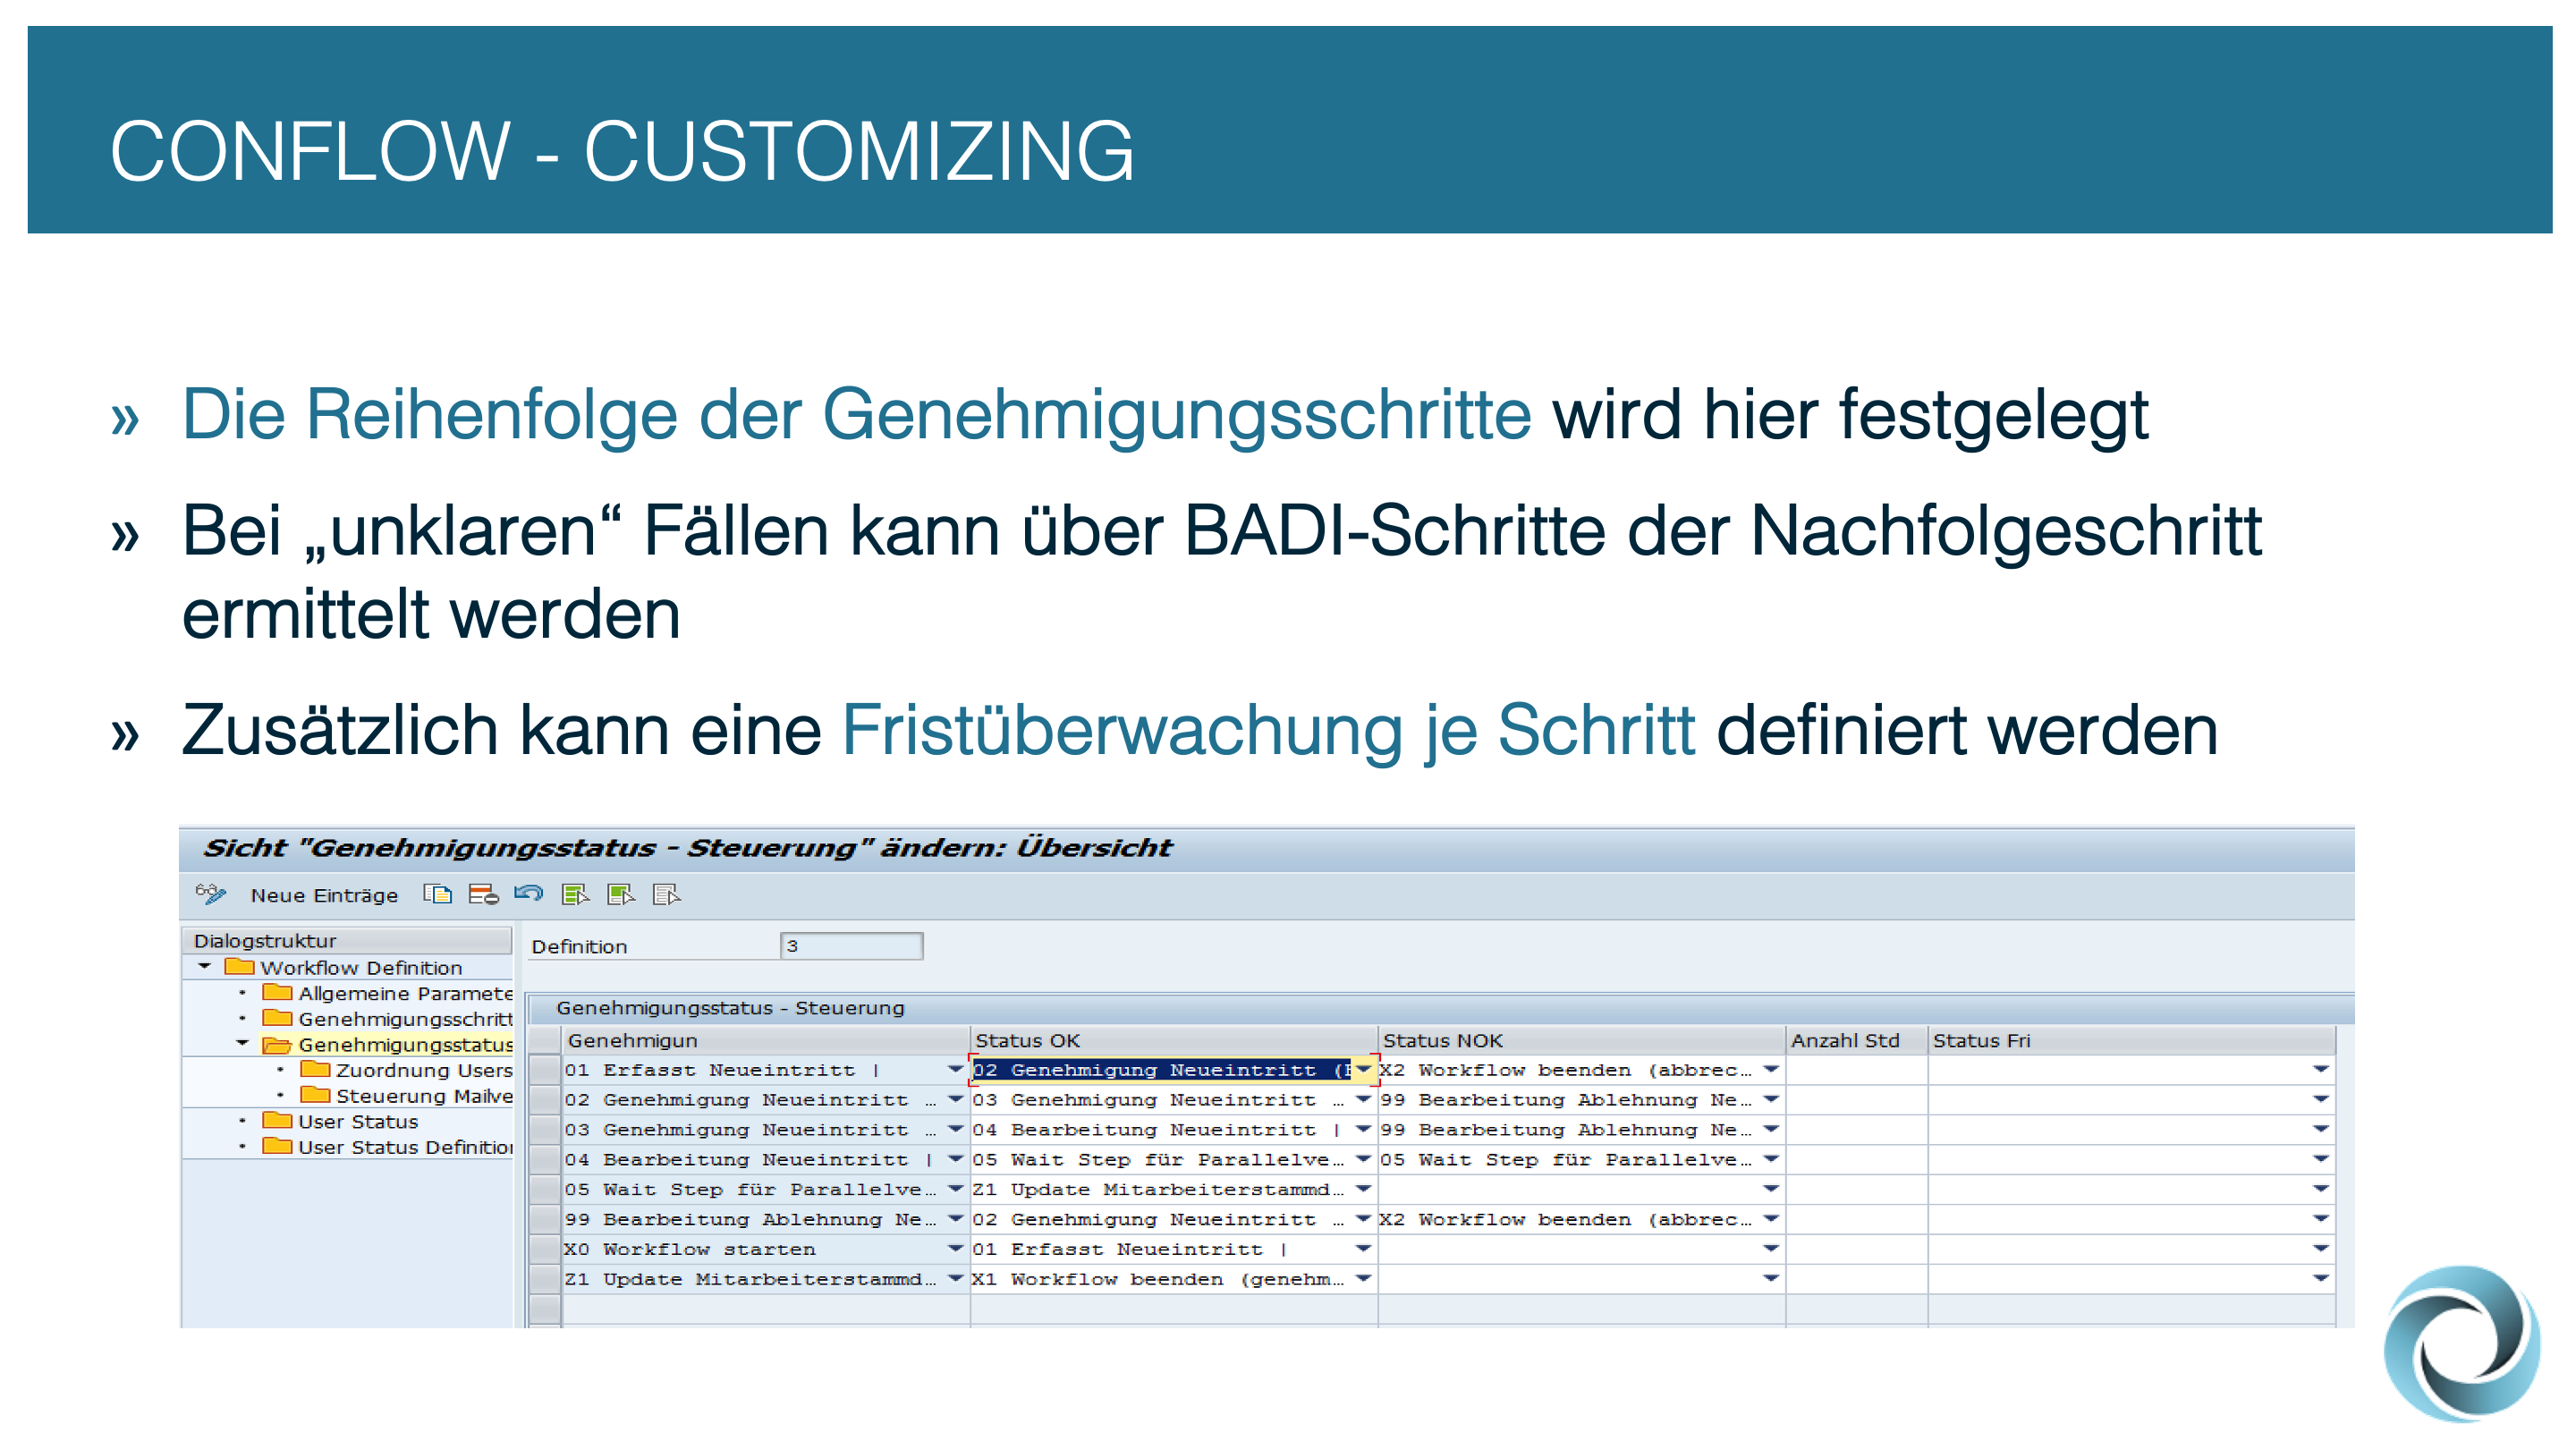 CONFLOW - CUSTOMIZING
» Die Reihenfolge der Genehmigungsschritte wird hier festgelegt
» Bei „unklaren“ Fällen kann über BADI-Schritte der Nachfolgeschritt
ermittelt werden
» Zusätzlich kann eine Fristüberwachung je Schritt definiert werden
Sicht "Genehmigungsstatus - Steuerung" ändern: Übersicht
Neue Einträge
Dialogstruktur
Workflow Definition
Allgemeine Paramete
Genehmigungsschritt
Genehmigungsstatus
Zuordnung Users
Steuerung Mailve
User Status
User Status Definition
Definition 3
Genehmigungsstatus - Steuerung
Genehmigun Status OK Status NOK Anzahl Std Status Fri
01 Erfasst Neueintritt | 02 Genehmigung Neueintritt ( X2 Workflow beenden (abbrec…
02 Genehmigung Neueintritt … 03 Genehmigung Neueintritt … 99 Bearbeitung Ablehnung Ne…
03 Genehmigung Neueintritt … 04 Bearbeitung Neueintritt | 99 Bearbeitung Ablehnung Ne…
04 Bearbeitung Neueintritt | 05 Wait Step für Parallelve… 05 Wait Step für Parallelve…
05 Wait Step für Parallelve… Z1 Update Mitarbeiterstammd…
99 Bearbeitung Ablehnung Ne… 02 Genehmigung Neueintritt … X2 Workflow beenden (abbrec…
X0 Workflow starten 01 Erfasst Neueintritt |
Z1 Update Mitarbeiterstammd… X1 Workflow beenden (genehm…